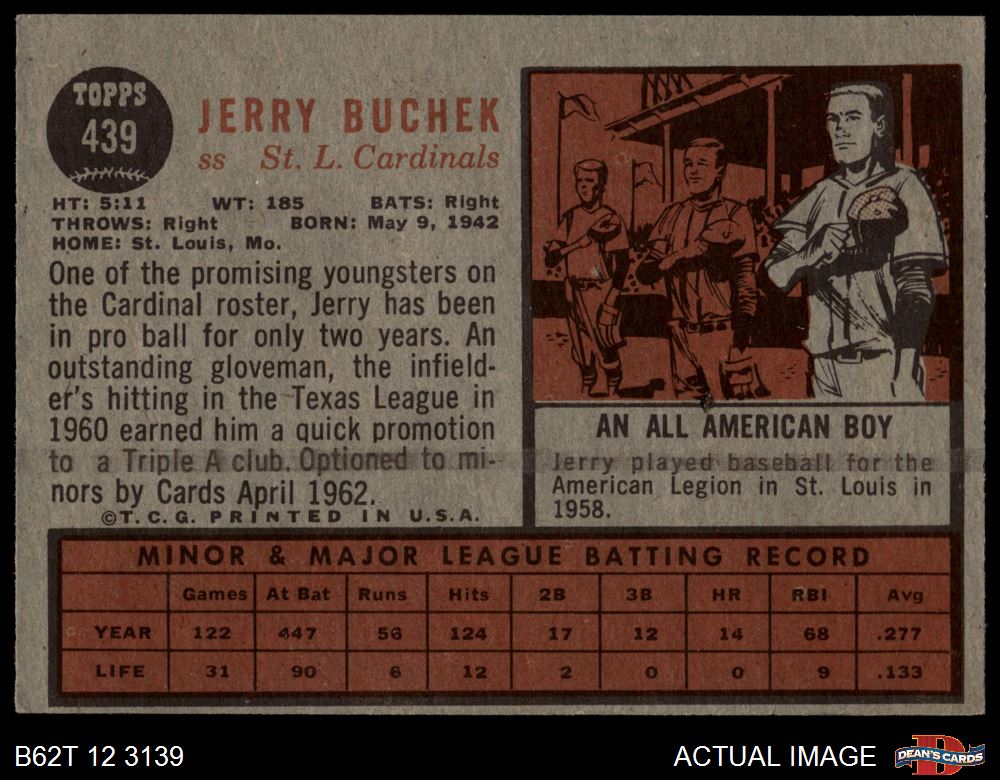 TOPPS
439
JERRY BUCHEK
SS St. L. Cardinals
HT: 5:11 WT: 185 BATS: Right
THROWS: Right BORN: May 9, 1942
HOME: St. Louis, Mo.
One of the promising youngsters on
the Cardinal roster, Jerry has been
in pro ball for only two years. An
outstanding gloveman, the infield-
er's hitting in the Texas League in
1960 earned him a quick promotion
to a Triple A club. Optioned to mi-
nors by Cards April 1962.
©T.C.G. PRINTED IN U.S.A.
AN ALL AMERICAN BOY
Jerry played baseball for the
American Legion in St. Louis in
1958.
MINOR & MAJOR LEAGUE BATTING RECORD
Games At Bat Runs Hits 2B 3B HR RBI Avg
YEAR 122 447 56 124 17 12 14 68 .277
LIFE 31 90 6 12 2 0 0 9 .133
B62T 12 3139
ACTUAL IMAGE
DEAN'S CARDS